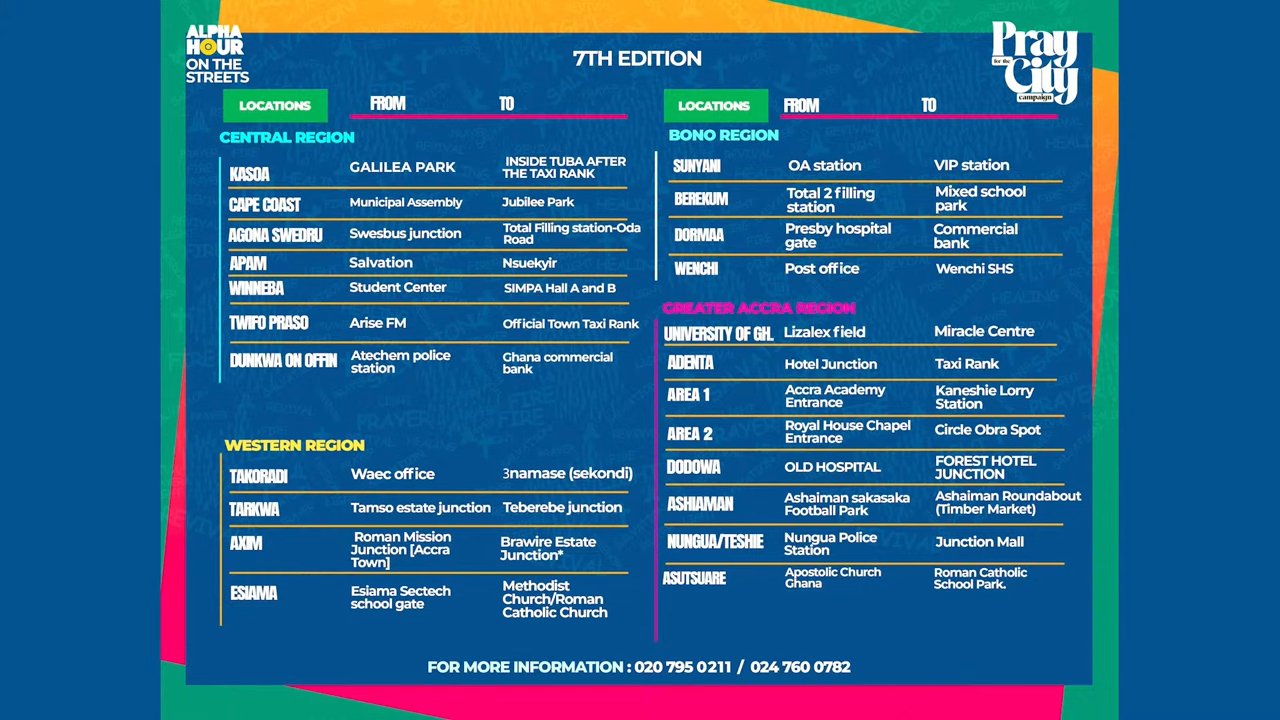 ALPHA
HOUR
ON THE
STREETS
7TH EDITION
Pray
for the
City
campaign
LOCATIONS FROM TO
CENTRAL REGION
KASOA GALILEA PARK INSIDE TUBA AFTER
THE TAXI RANK
CAPE COAST Municipal Assembly Jubilee Park
AGONA SWEDRU Swesbus junction Total Filling station-Oda
Road
APAM Salvation Nsuekyir
WINNEBA Student Center SIMPA Hall A and B
TWIFO PRASO Arise FM Official Town Taxi Rank
DUNKWA ON OFFIN Atechem police
station
Ghana commercial
bank
WESTERN REGION
TAKORADI Waec office 3namase (sekondi)
TARKWA Tamso estate junction Teberebe junction
AXIM Roman Mission
Junction [Accra
Town]
Brawire Estate
Junction*
ESIAMA Esiama Sectech
school gate
Methodist
Church/Roman
Catholic Church
LOCATIONS FROM TO
BONO REGION
SUNYANI OA station VIP station
BEREKUM Total 2 filling
station
Mixed school
park
DORMAA Presby hospital
gate
Commercial
bank
WENCHI Post office Wenchi SHS
GREATER ACCRA REGION
UNIVERSITY OF GH. Lizalex field Miracle Centre
ADENTA Hotel Junction Taxi Rank
AREA 1 Accra Academy
Entrance
Kaneshie Lorry
Station
AREA 2 Royal House Chapel
Entrance
Circle Obra Spot
DODOWA OLD HOSPITAL FOREST HOTEL
JUNCTION
ASHIAMAN Ashaiman sakasaka
Football Park
Ashaiman Roundabout
(Timber Market)
NUNGUA/TESHIE Nungua Police
Station
Junction Mall
ASUTSUARE Apostolic Church
Ghana
Roman Catholic
School Park.
FOR MORE INFORMATION : 020 795 0211 / 024 760 0782